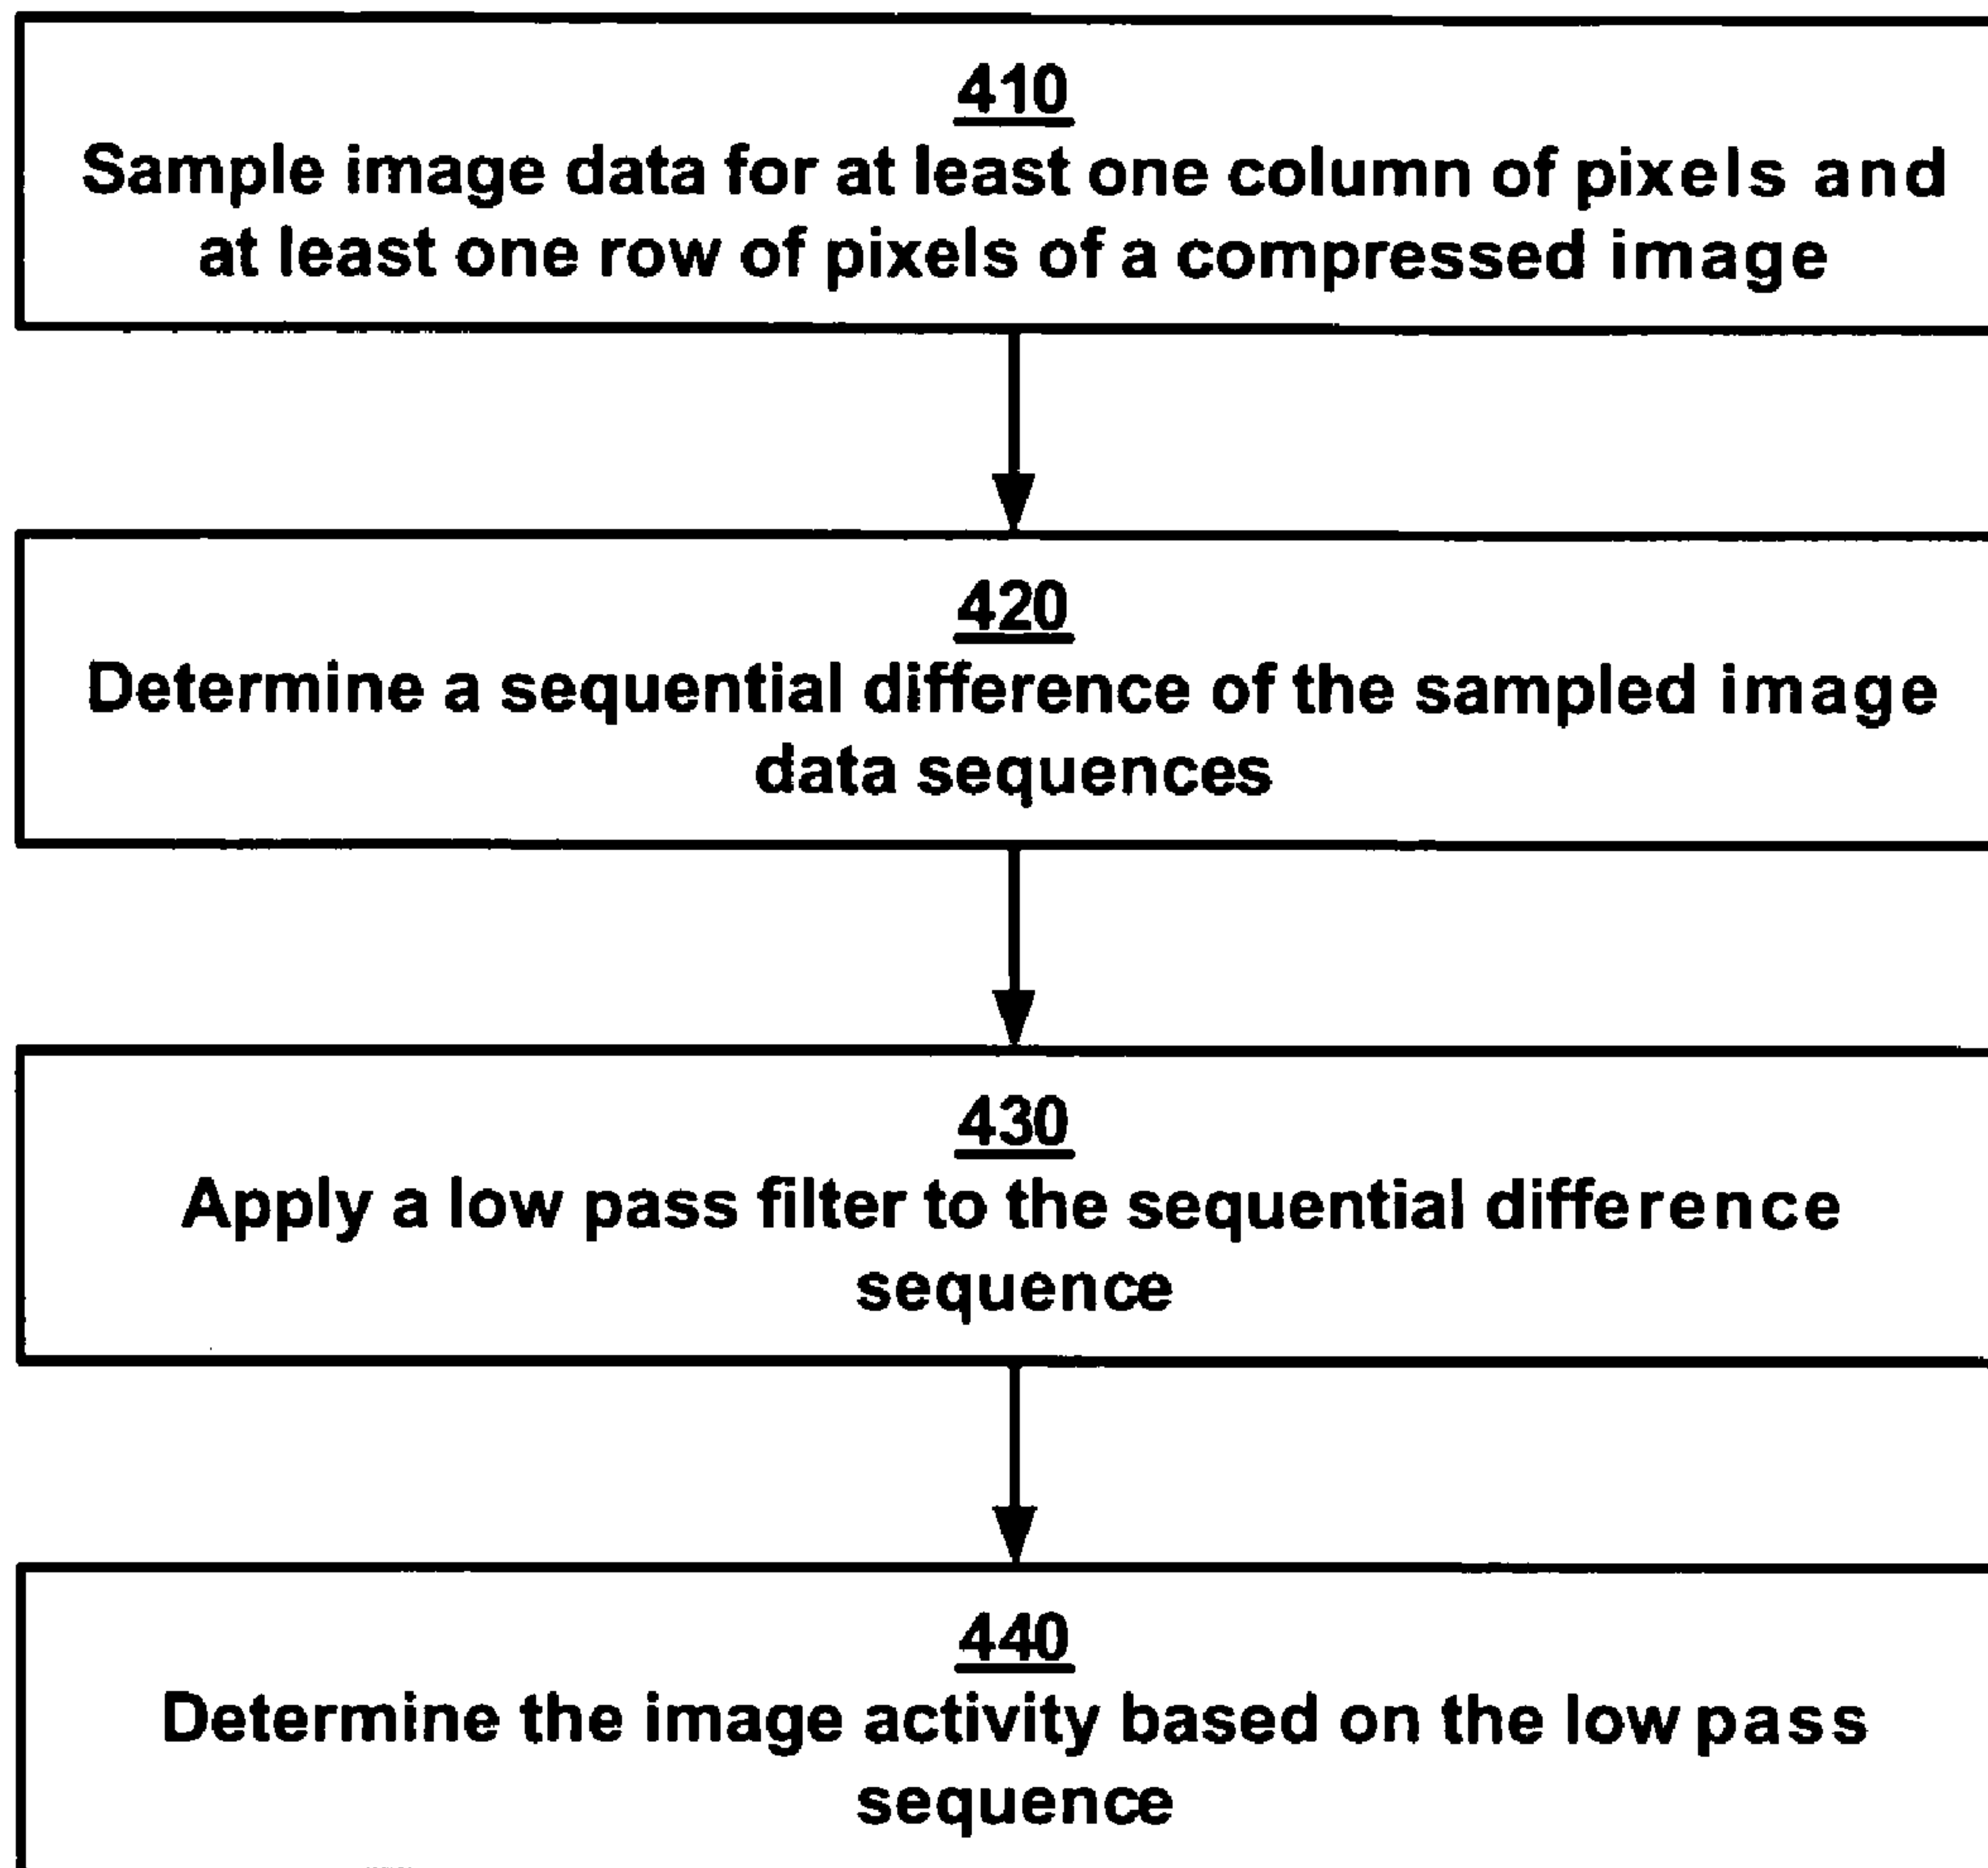 410
Sample image data for at least one column of pixels and
at least one row of pixels of a compressed image
420
Determine a sequential difference of the sampled image
data sequences
430
Apply a low pass filter to the sequential difference
sequence
440
Determine the image activity based on the low pass
sequence